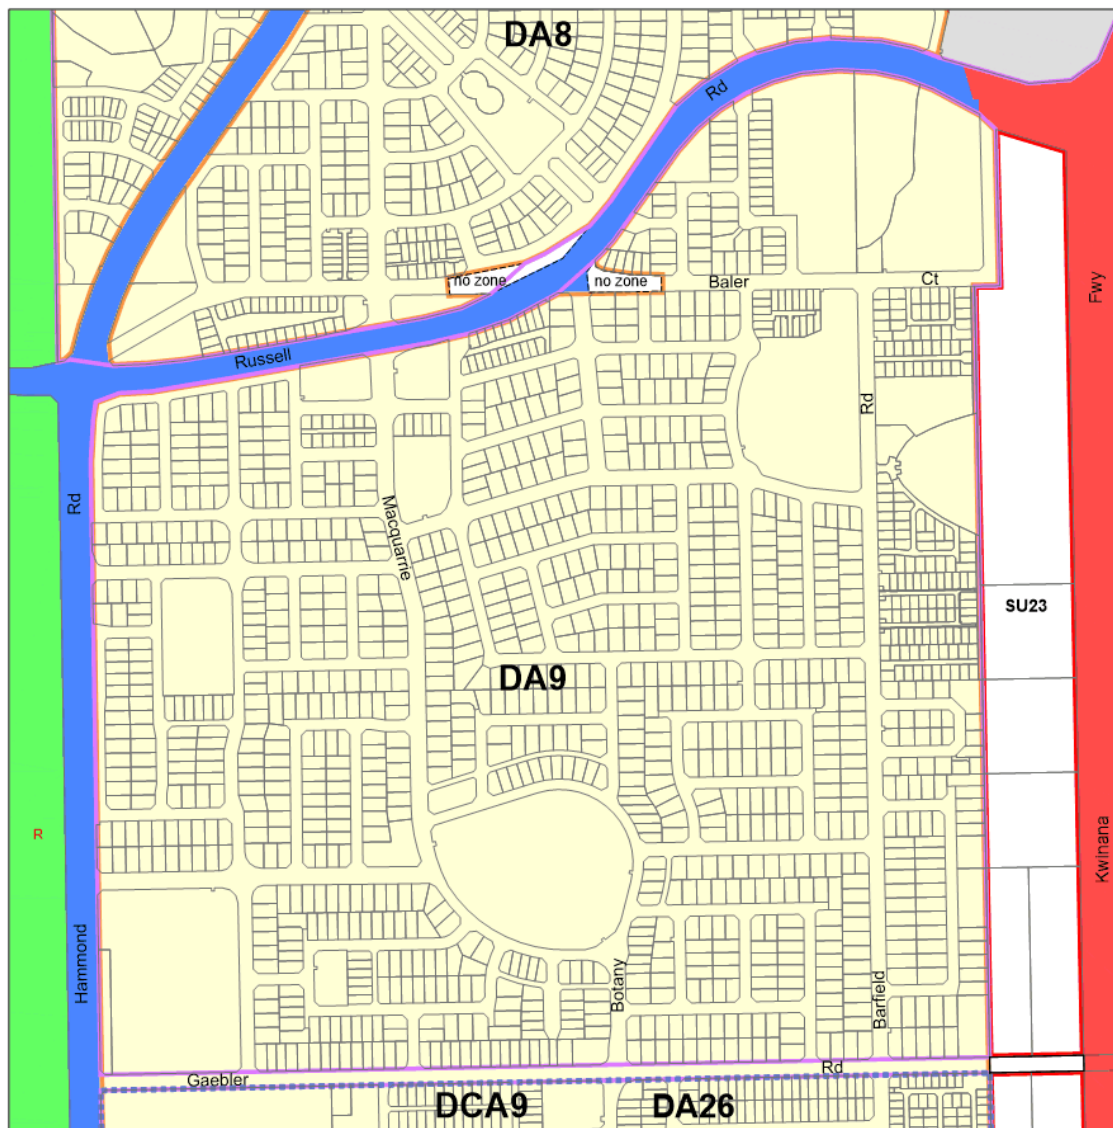 DA8
Rd
no zone
no zone
Baler
Ct
Fwy
Russell
Rd
Rd
Macquarrie
SU23
DA9
R
Kwinana
Hammond
Botany
Barfield
Gaebler
Rd
DCA9
DA26